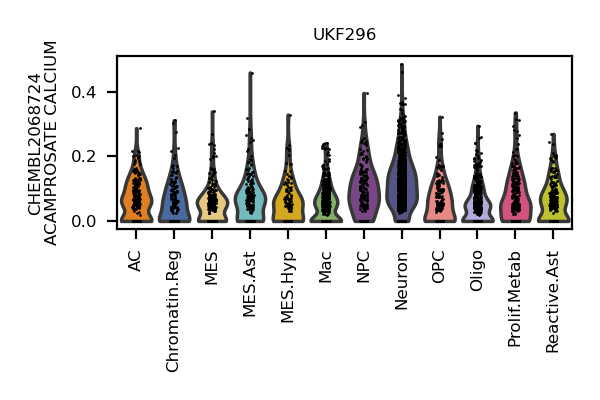 UKF296
CHEMBL2068724
ACAMPROSATE CALCIUM
0.4
0.2
0.0
AC
Chromatin.Reg
MES
MES.Ast
MES.Hyp
Mac
NPC
Neuron
OPC
Oligo
Prolif.Metab
Reactive.Ast